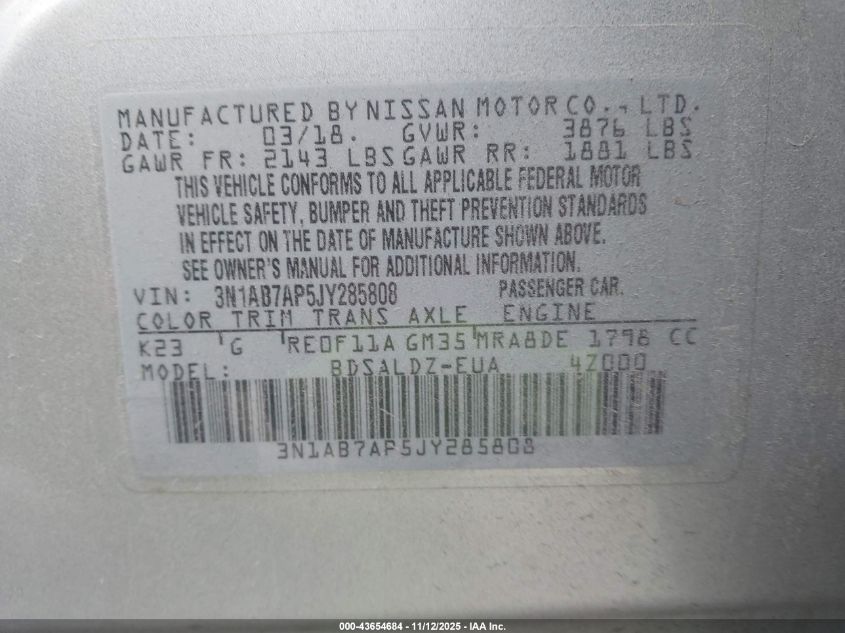 MANUFACTURED BY NISSAN MOTOR CO., LTD.
DATE: 03/18. GVWR: 3876 LBS
GAWR FR: 2143 LBS GAWR RR: 1881 LBS
THIS VEHICLE CONFORMS TO ALL APPLICABLE FEDERAL MOTOR
VEHICLE SAFETY, BUMPER AND THEFT PREVENTION STANDARDS
IN EFFECT ON THE DATE OF MANUFACTURE SHOWN ABOVE.
SEE OWNER'S MANUAL FOR ADDITIONAL INFORMATION.
VIN: 3N1AB7AP5JY285808 PASSENGER CAR.
COLOR TRIM TRANS AXLE ENGINE
K23 G RE0F11A GM35 MRA8DE 1798 CC
MODEL: BDSALDZ-EUA 4Z000
3N1AB7AP5JY285808
000-43654684 - 11/12/2025 - IAA Inc.